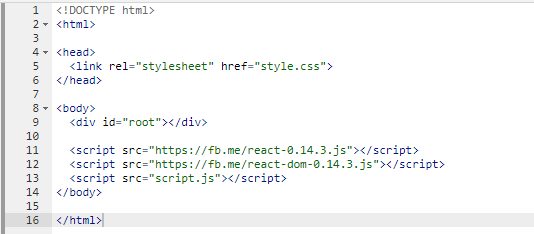 1 <!DOCTYPE html>
2 <html>
3
4 <head>
5 <link rel="stylesheet" href="style.css">
6 </head>
7
8 <body>
9 <div id="root"></div>
10
11 <script src="https://fb.me/react-0.14.3.js"></script>
12 <script src="https://fb.me/react-dom-0.14.3.js"></script>
13 <script src="script.js"></script>
14 </body>
15
16 </html>